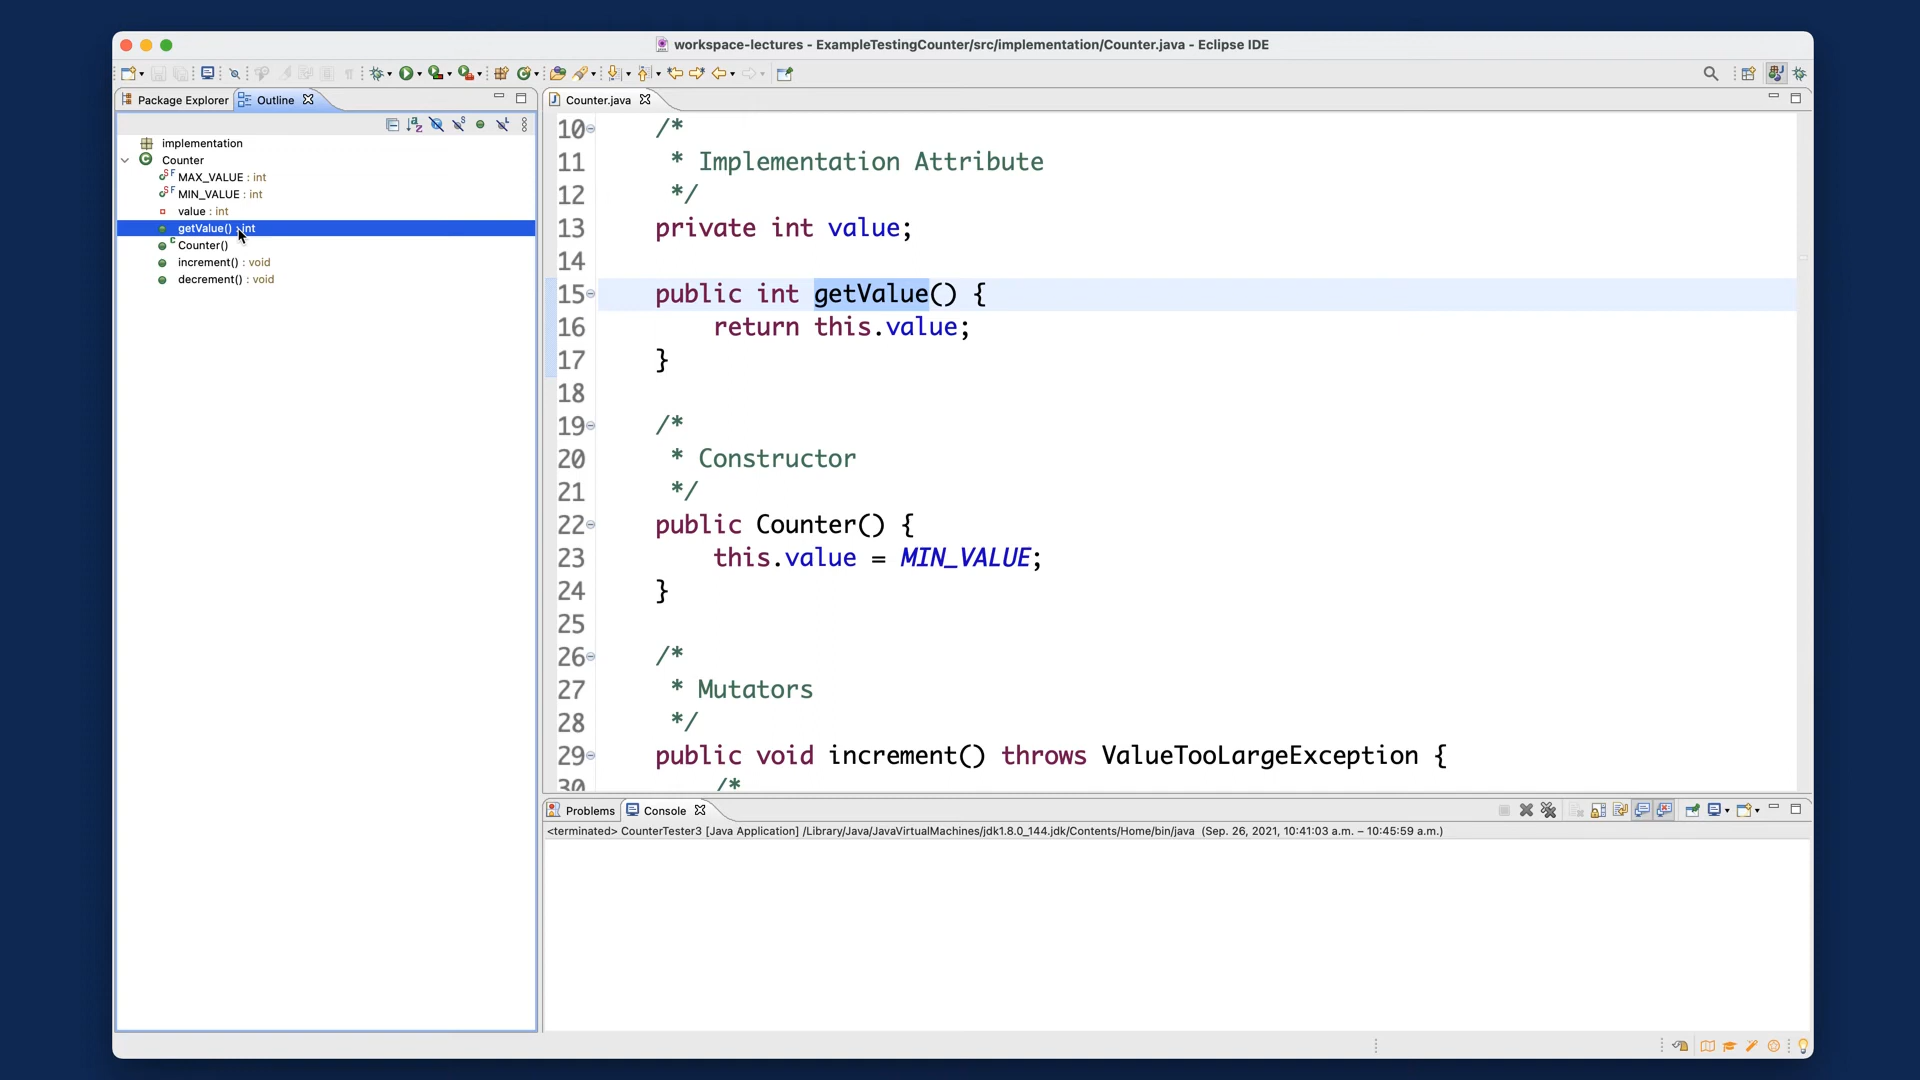 workspace-lectures - ExampleTestingCounter/src/implementation/Counter.java - Eclipse IDE
Package Explorer
Outline
implementation
Counter
MAX_VALUE : int
MIN_VALUE : int
value : int
getValue() : int
Counter()
increment() : void
decrement() : void
Counter.java
10 /*
11 * Implementation Attribute
12 */
13 private int value;
14
15 public int getValue() {
16 return this.value;
17 }
18
19 /*
20 * Constructor
21 */
22 public Counter() {
23 this.value = MIN_VALUE;
24 }
25
26 /*
27 * Mutators
28 */
29 public void increment() throws ValueTooLargeException {
30 /*
Problems
Console
<terminated> CounterTester3 [Java Application] /Library/Java/JavaVirtualMachines/jdk1.8.0_144.jdk/Contents/Home/bin/java (Sep. 26, 2021, 10:41:03 a.m. – 10:45:59 a.m.)